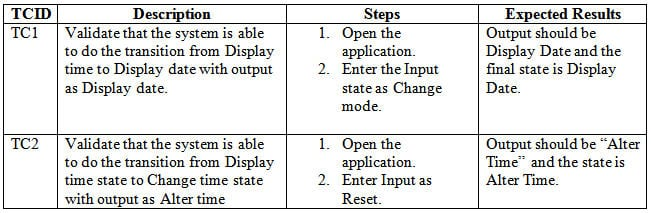 TCID Description Steps Expected Results
TC1 Validate that the system is able
to do the transition from Display
time to Display date with output
as Display date.
1. Open the
application.
2. Enter the Input
state as Change
mode.
Output should be
Display Date and the
final state is Display
Date.
TC2 Validate that the system is able
to do the transition from Display
time state to Change time state
with output as Alter time
1. Open the
application.
2. Enter Input as
Reset.
Output should be “Alter
Time” and the state is
Alter Time.